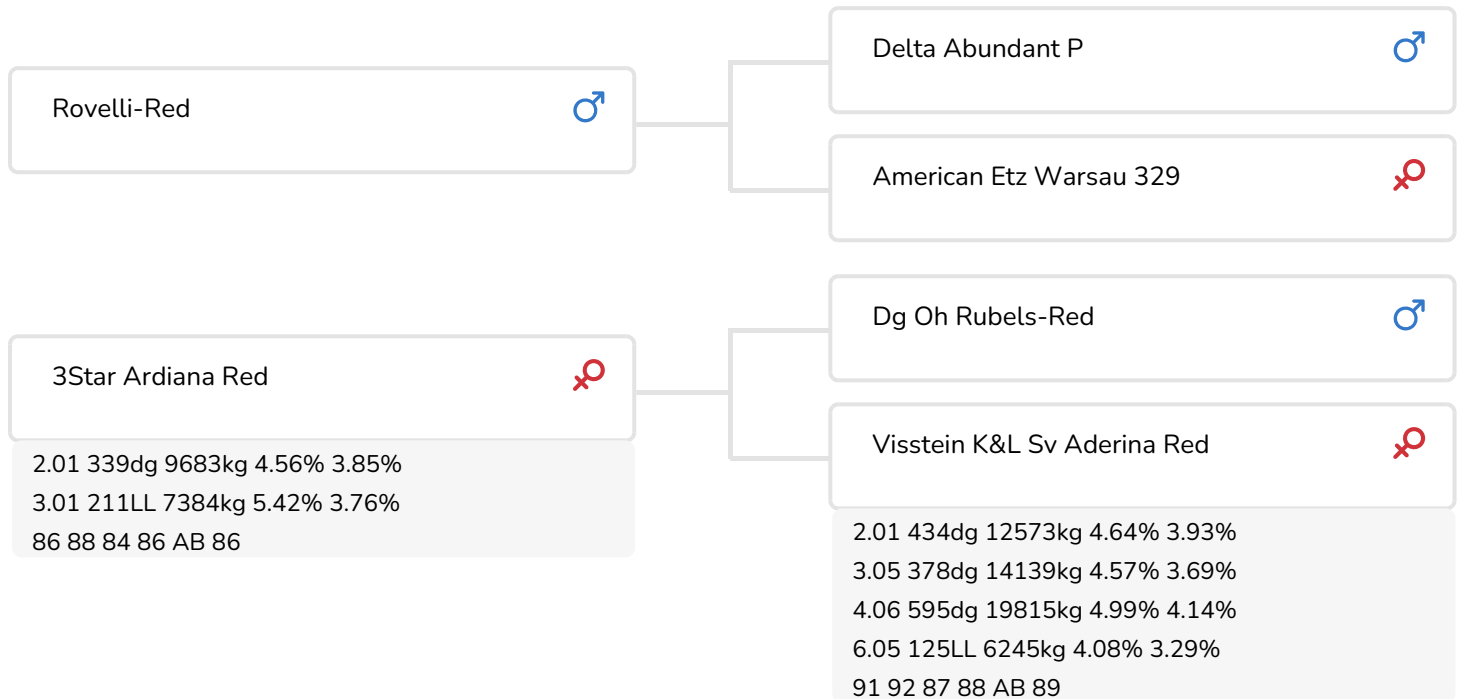 Rovelli-Red
Delta Abundant P
American Etz Warsau 329
3Star Ardiana Red
2.01 339dg 9683kg 4.56% 3.85%
3.01 211LL 7384kg 5.42% 3.76%
86 88 84 86 AB 86
Dg Oh Rubels-Red
Visstein K&L Sv Aderina Red
2.01 434dg 12573kg 4.64% 3.93%
3.05 378dg 14139kg 4.57% 3.69%
4.06 595dg 19815kg 4.99% 4.14%
6.05 125LL 6245kg 4.08% 3.29%
91 92 87 88 AB 89